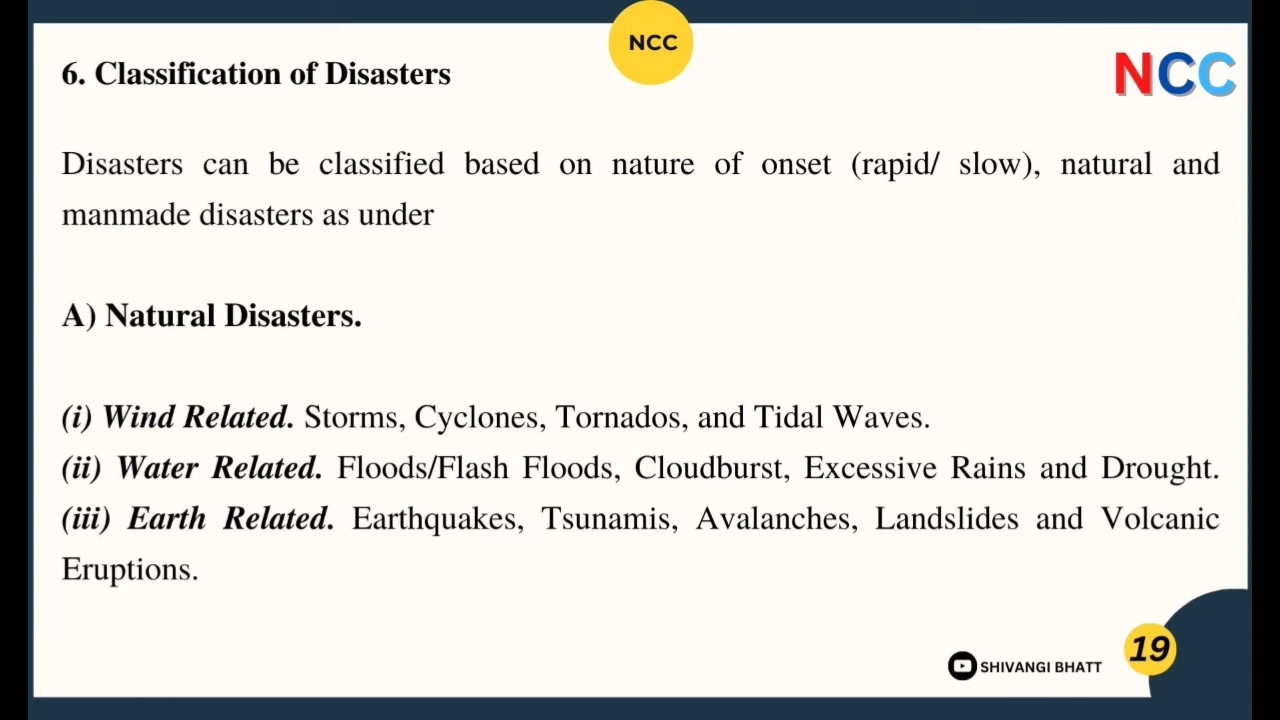 NCC
NCC
6. Classification of Disasters
Disasters can be classified based on nature of onset (rapid/ slow), natural and
manmade disasters as under
A) Natural Disasters.
(i) Wind Related. Storms, Cyclones, Tornados, and Tidal Waves.
(ii) Water Related. Floods/Flash Floods, Cloudburst, Excessive Rains and Drought.
(iii) Earth Related. Earthquakes, Tsunamis, Avalanches, Landslides and Volcanic
Eruptions.
SHIVANGI BHATT
19